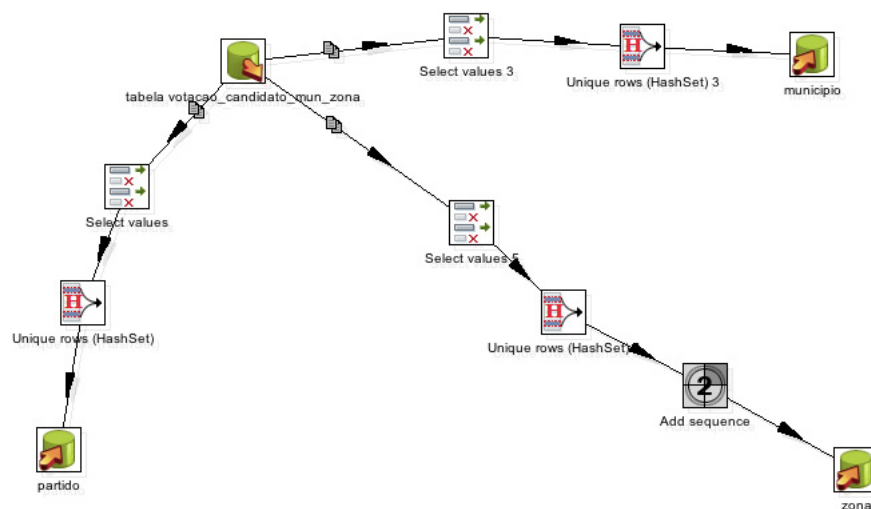 Select values 3
Unique rows (HashSet) 3
municipio
tabela votacao_candidato_mun_zona
Select values
Select values 5
Unique rows (HashSet)
Unique rows (HashSet)
Add sequence
partido
zona